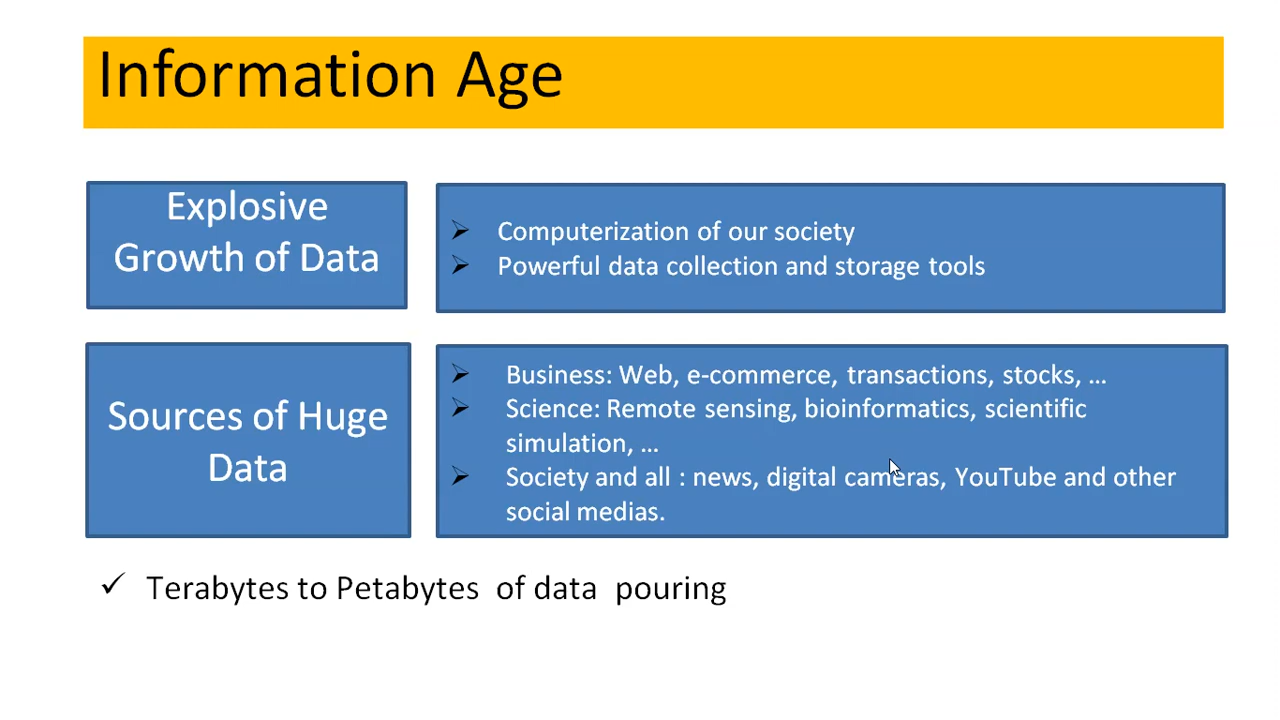 Information Age
Explosive
Growth of Data
➢ Computerization of our society
➢ Powerful data collection and storage tools
Sources of Huge
Data
➢ Business: Web, e-commerce, transactions, stocks, …
➢ Science: Remote sensing, bioinformatics, scientific
simulation, …
➢ Society and all : news, digital cameras, YouTube and other
social medias.
✓ Terabytes to Petabytes of data pouring